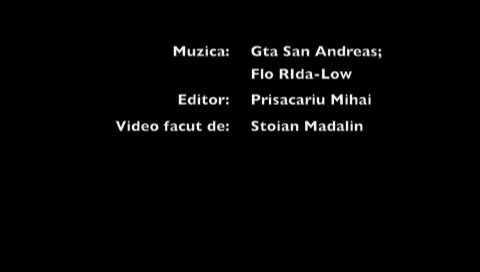 Muzica: Gta San Andreas;
Flo RIda-Low
Editor: Prisacariu Mihai
Video facut de: Stoian Madalin